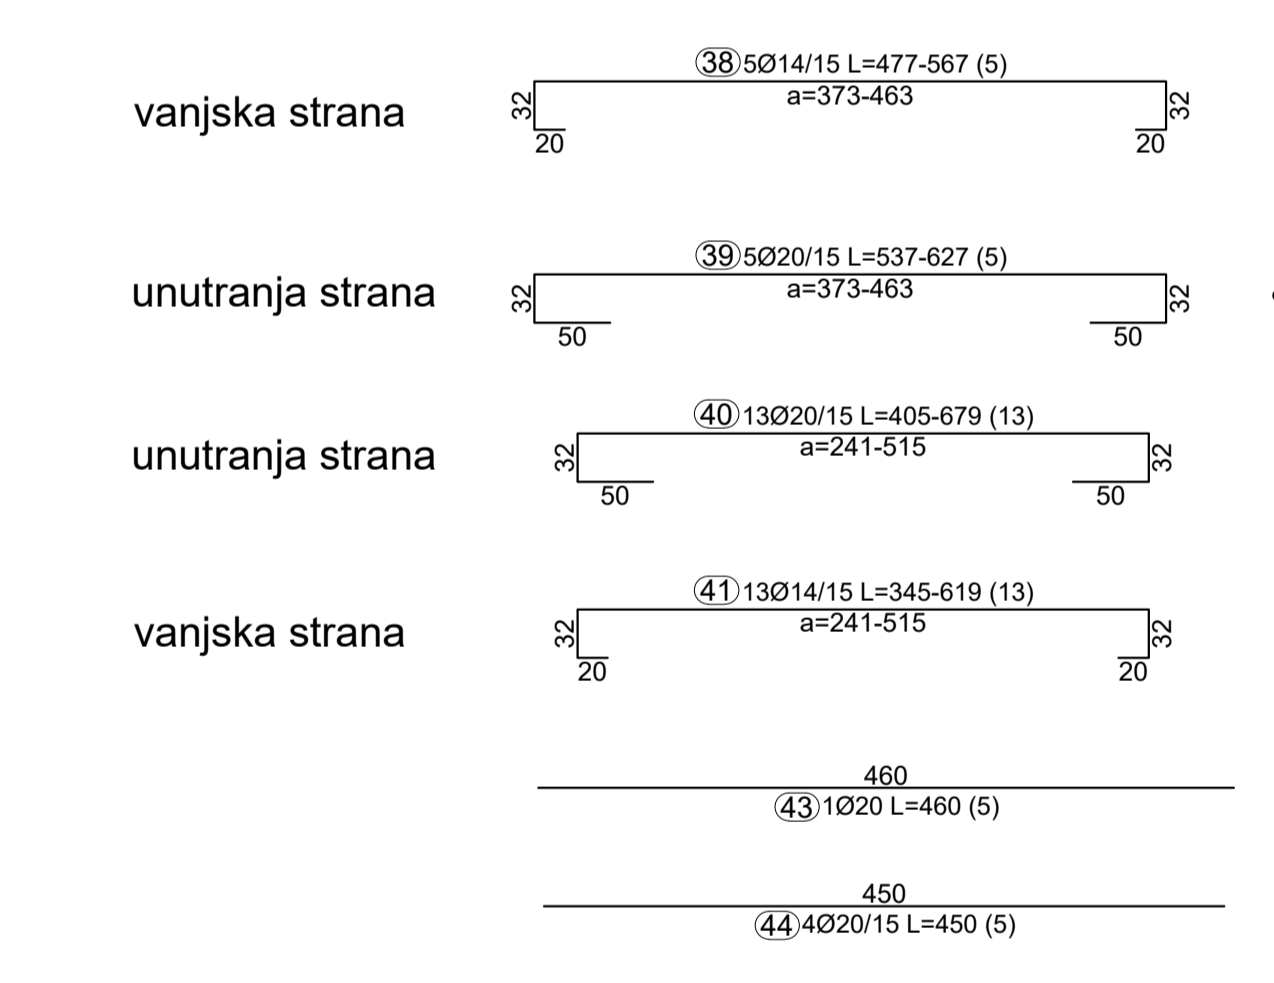 38 5Ø14/15 L=477-567 (5)
a=373-463
vanjska strana
32
32
20
20
39 5Ø20/15 L=537-627 (5)
a=373-463
unutranja strana
32
32
50
50
40 13Ø20/15 L=405-679 (13)
a=241-515
unutranja strana
32
32
50
50
41 13Ø14/15 L=345-619 (13)
a=241-515
vanjska strana
32
32
20
20
460
43 1Ø20 L=460 (5)
450
44 4Ø20/15 L=450 (5)